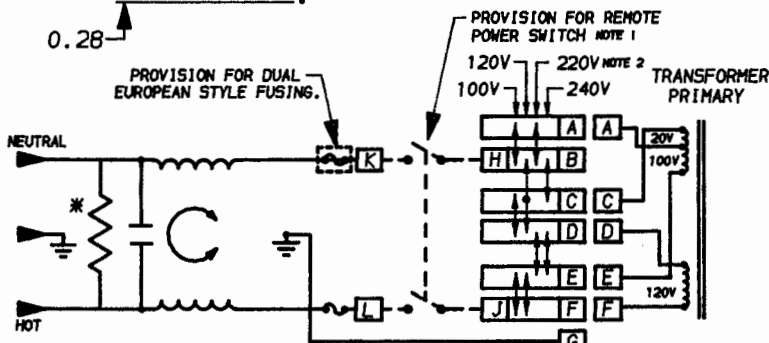 0.28
PROVISION FOR REMOTE
POWER SWITCH NOTE 1
120V
220V NOTE 2
100V
240V
TRANSFORMER
PRIMARY
PROVISION FOR DUAL
EUROPEAN STYLE FUSING.
NEUTRAL
K
H
A
A
B
20V
100V
*
C
C
D
D
E
E
120V
HOT
L
J
F
F
G